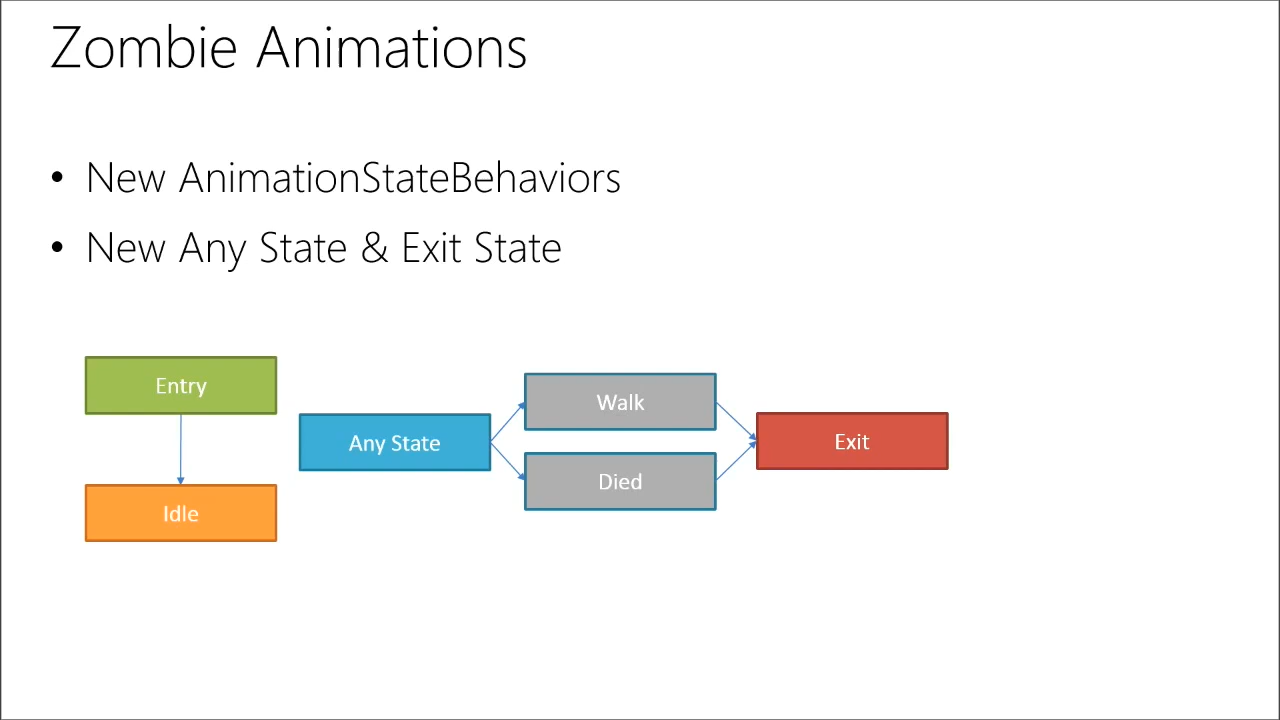 Zombie Animations
• New AnimationStateBehaviors
• New Any State & Exit State
Entry
Idle
Any State
Walk
Died
Exit